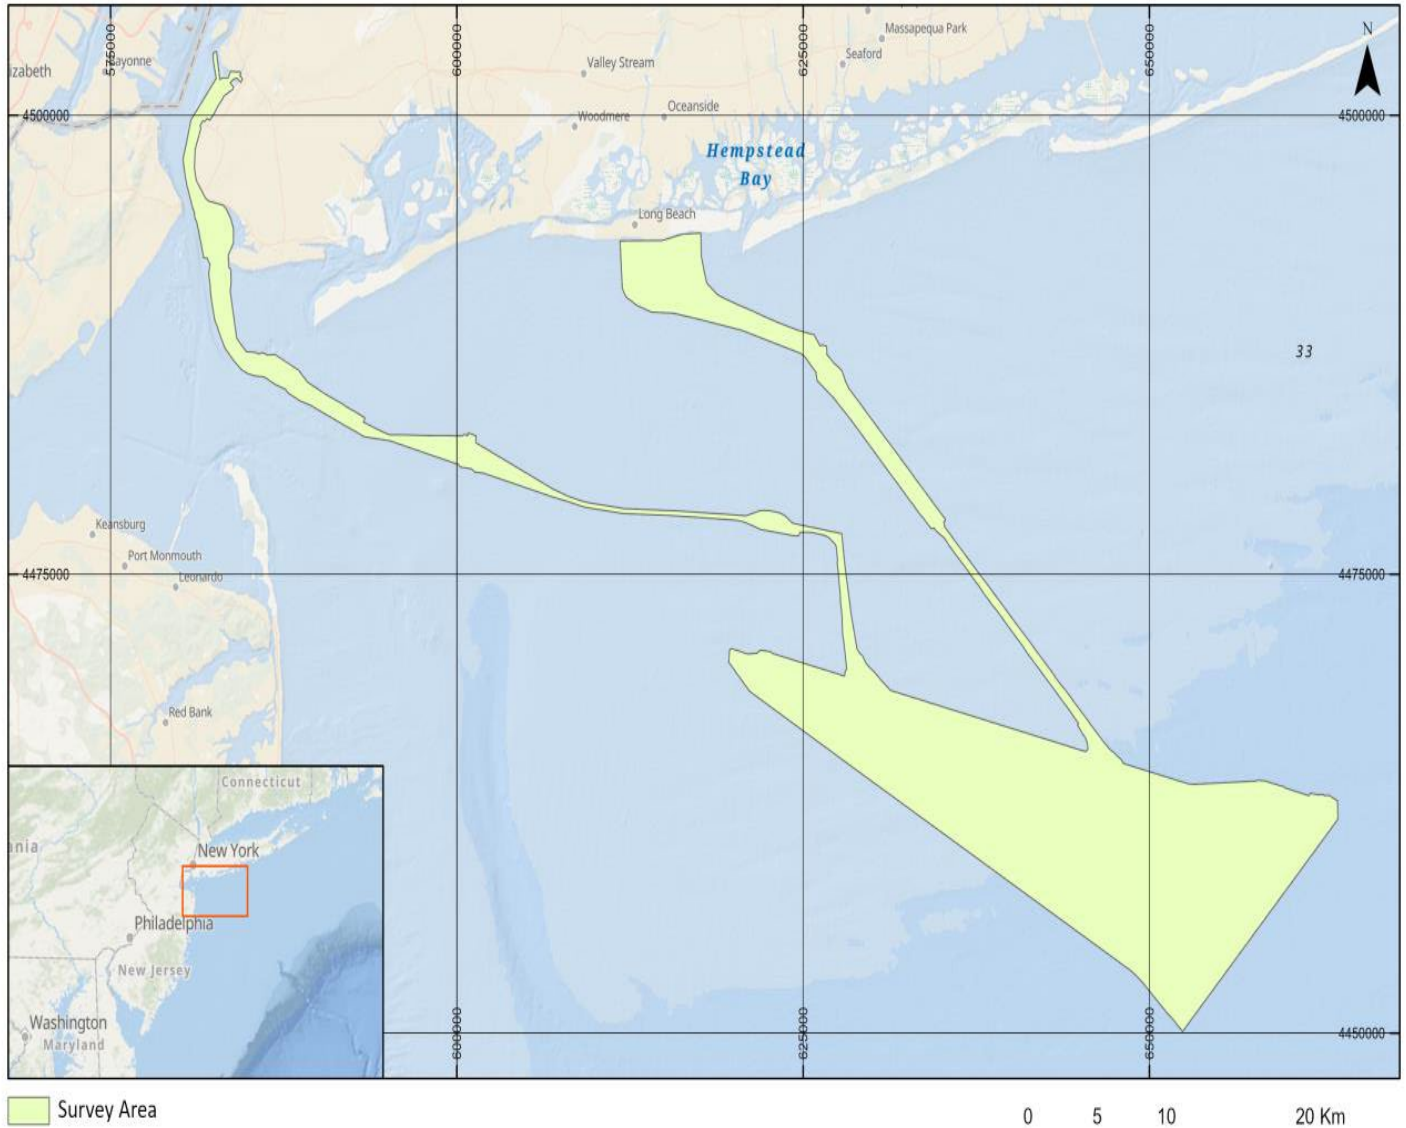 575000
600000
625000
650000
N
Massapequa Park
Seaford
Bayonne
izabeth
Valley Stream
Oceanside
Woodmere
4500000
4500000
Hempstead
Bay
Long Beach
33
Keansburg
Port Monmouth
Leonardo
4475000
4475000
Red Bank
Connecticut
ania
New York
Philadelphia
New Jersey
Washington
Maryland
600000
625000
650000
4450000
Survey Area
0 5 10 20 Km